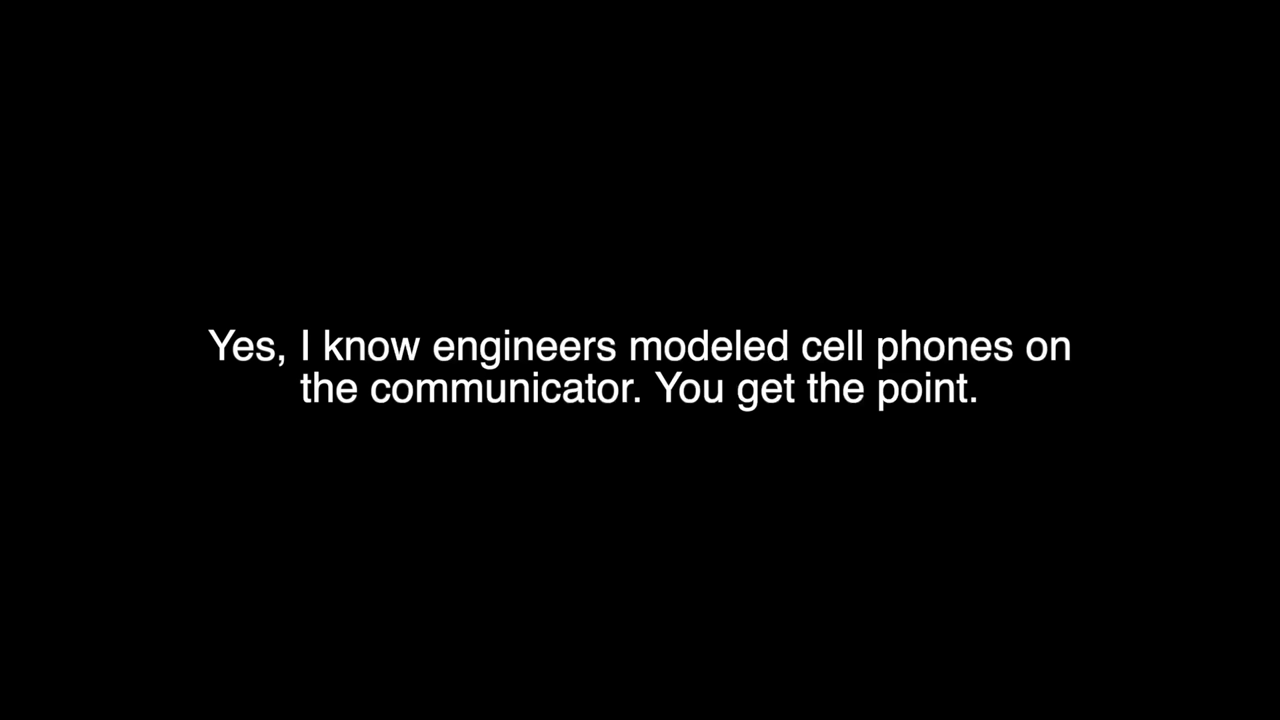 Yes, I know engineers modeled cell phones on
the communicator. You get the point.